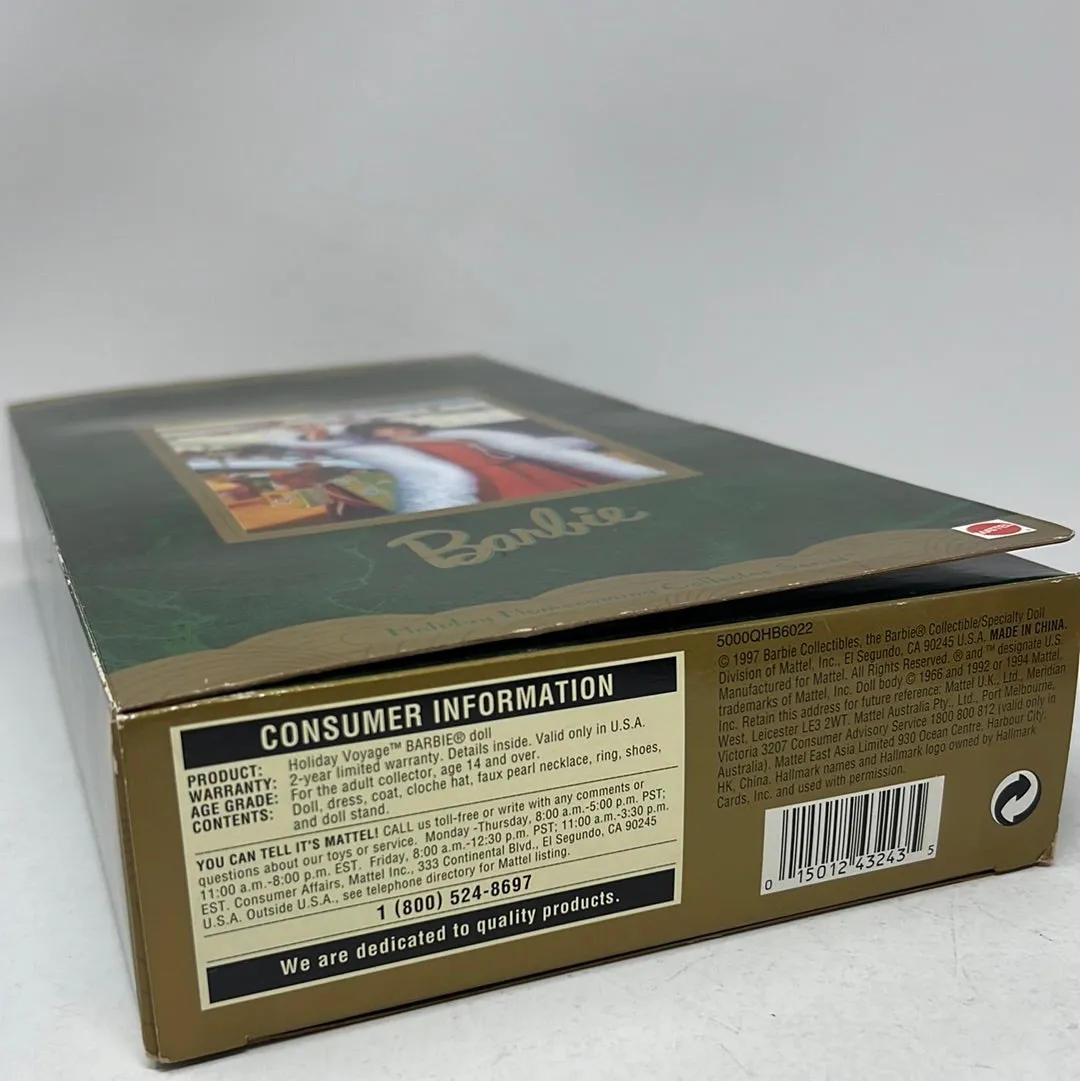 Barbie
MATTEL
Holiday Homecoming Collector Series
CONSUMER INFORMATION
PRODUCT: Holiday Voyage™ BARBIE® doll
WARRANTY: 2-year limited warranty. Details inside. Valid only in U.S.A.
AGE GRADE: For the adult collector, age 14 and over.
CONTENTS: Doll, dress, coat, cloche hat, faux pearl necklace, ring, shoes,
and doll stand.
YOU CAN TELL IT'S MATTEL! CALL us toll-free or write with any comments or
questions about our toys or service. Monday -Thursday, 8:00 a.m.-5:00 p.m. PST;
11:00 a.m.-8:00 p.m. EST. Friday, 8:00 a.m.-12:30 p.m. PST; 11:00 a.m.-3:30 p.m.
EST. Consumer Affairs, Mattel Inc., 333 Continental Blvd., El Segundo, CA 90245
U.S.A. Outside U.S.A., see telephone directory for Mattel listing.
1 (800) 524-8697
We are dedicated to quality products.
5000QHB6022
© 1997 Barbie Collectibles, the Barbie® Collectible/Specialty Doll
Division of Mattel, Inc., El Segundo, CA 90245 U.S.A. MADE IN CHINA.
Manufactured for Mattel. All Rights Reserved. ® and ™ designate U.S.
trademarks of Mattel, Inc. Doll body © 1966 and 1992 or 1994 Mattel,
Inc. Retain this address for future reference: Mattel U.K., Ltd., Meridian
West, Leicester LE3 2WT. Mattel Australia Pty., Ltd., Port Melbourne,
Victoria 3207 Consumer Advisory Service 1800 800 812 (valid only in
Australia). Mattel East Asia Limited 930 Ocean Centre, Harbour City,
HK, China. Hallmark names and Hallmark logo owned by Hallmark
Cards, Inc. and used with permission.
0 15012 43243 5